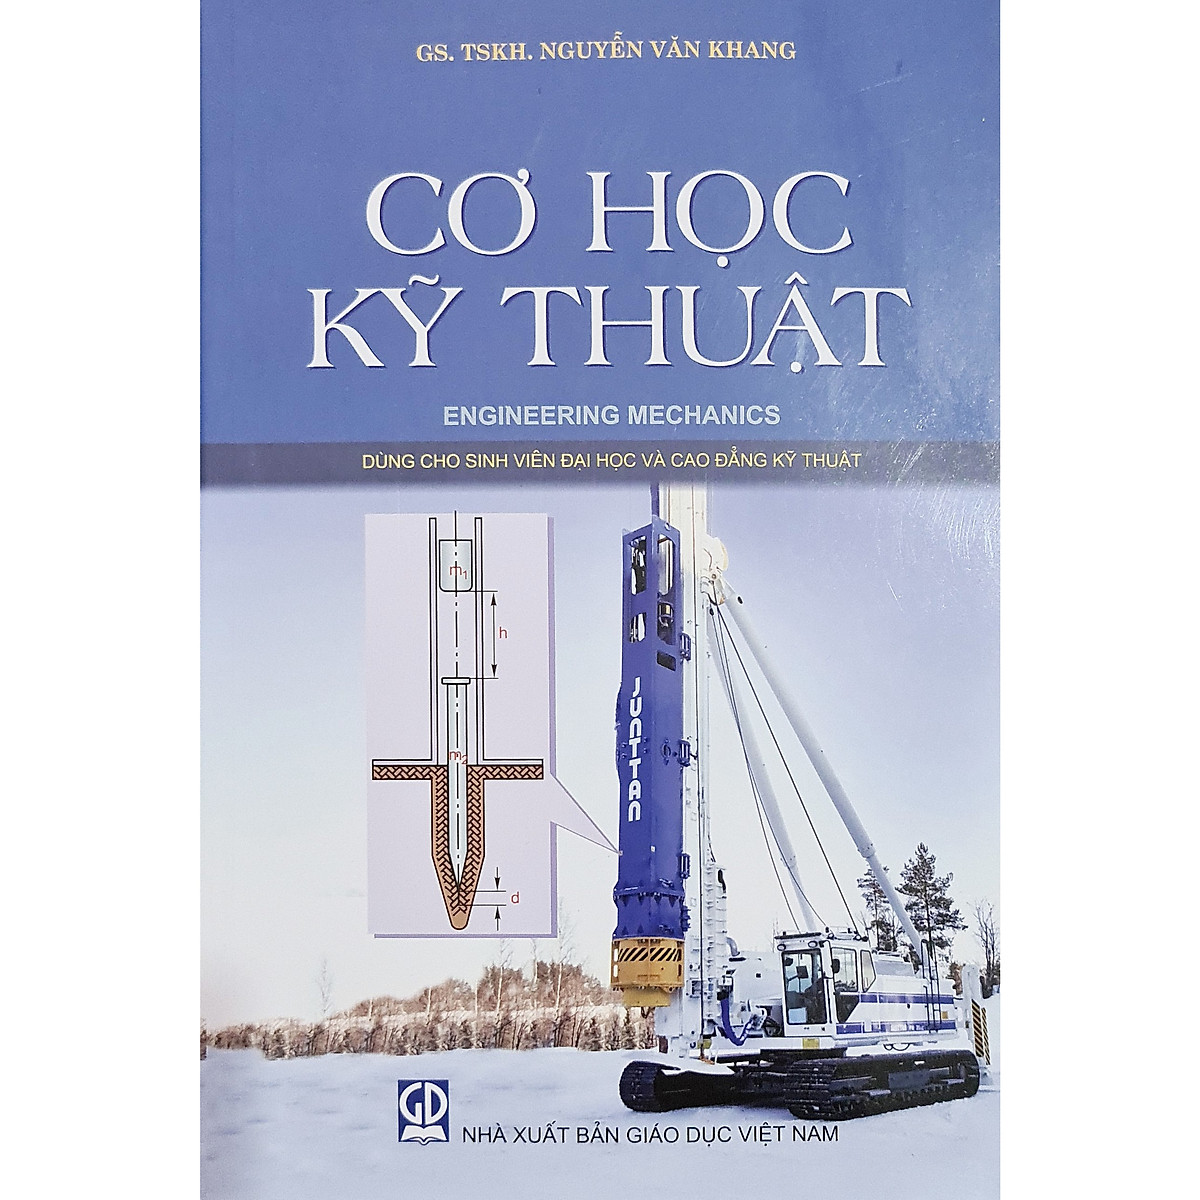 GS. TSKH. NGUYỄN VĂN KHANG
CƠ HỌC
KỸ THUẬT
ENGINEERING MECHANICS
DÙNG CHO SINH VIÊN ĐẠI HỌC VÀ CAO ĐẲNG KỸ THUẬT
m1
h
m2
d
JUNTTAN
GD
NHÀ XUẤT BẢN GIÁO DỤC VIỆT NAM